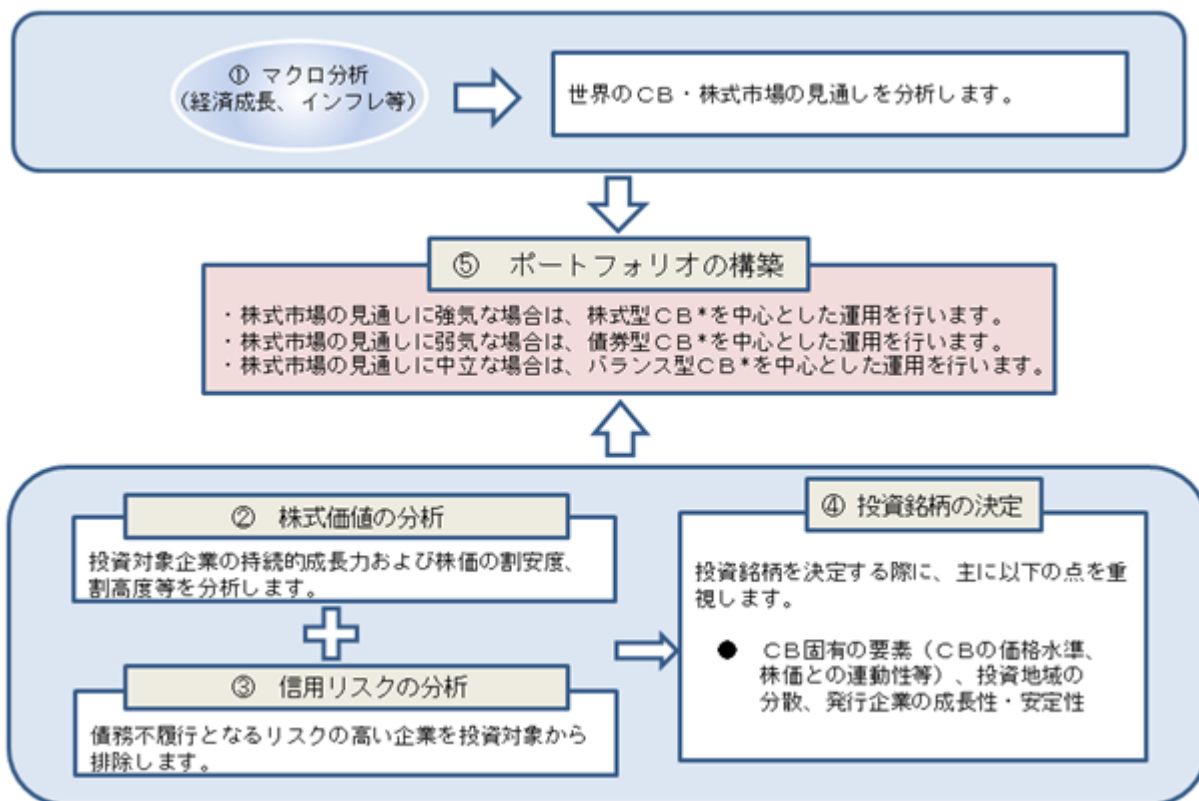 ① マクロ分析
(経済成長、インフレ等)
世界のCB・株式市場の見通しを分析します。
⑤ ポートフォリオの構築
・株式市場の見通しに強気な場合は、株式型CB*を中心とした運用を行います。
・株式市場の見通しに弱気な場合は、債券型CB*を中心とした運用を行います。
・株式市場の見通しに中立な場合は、バランス型CB*を中心とした運用を行います。
② 株式価値の分析
投資対象企業の持続的成長力および株価の割安度、
割高度等を分析します。
③ 信用リスクの分析
債務不履行となるリスクの高い企業を投資対象から
排除します。
④ 投資銘柄の決定
投資銘柄を決定する際に、主に以下の点を重
視します。
● CB固有の要素（CBの価格水準、
株価との連動性等）、投資地域の
分散、発行企業の成長性・安定性